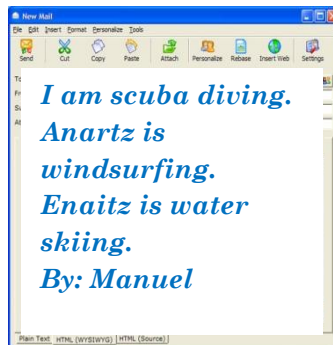 New Mail
File Edit Insert Format Personalize Tools
Send Cut Copy Paste Attach Personalize Rebase Insert Web Settings
I am scuba diving.
Anartz is
windsurfing.
Enaitz is water
skiing.
By: Manuel
Plain Text HTML (WYSIWYG) HTML (Source)